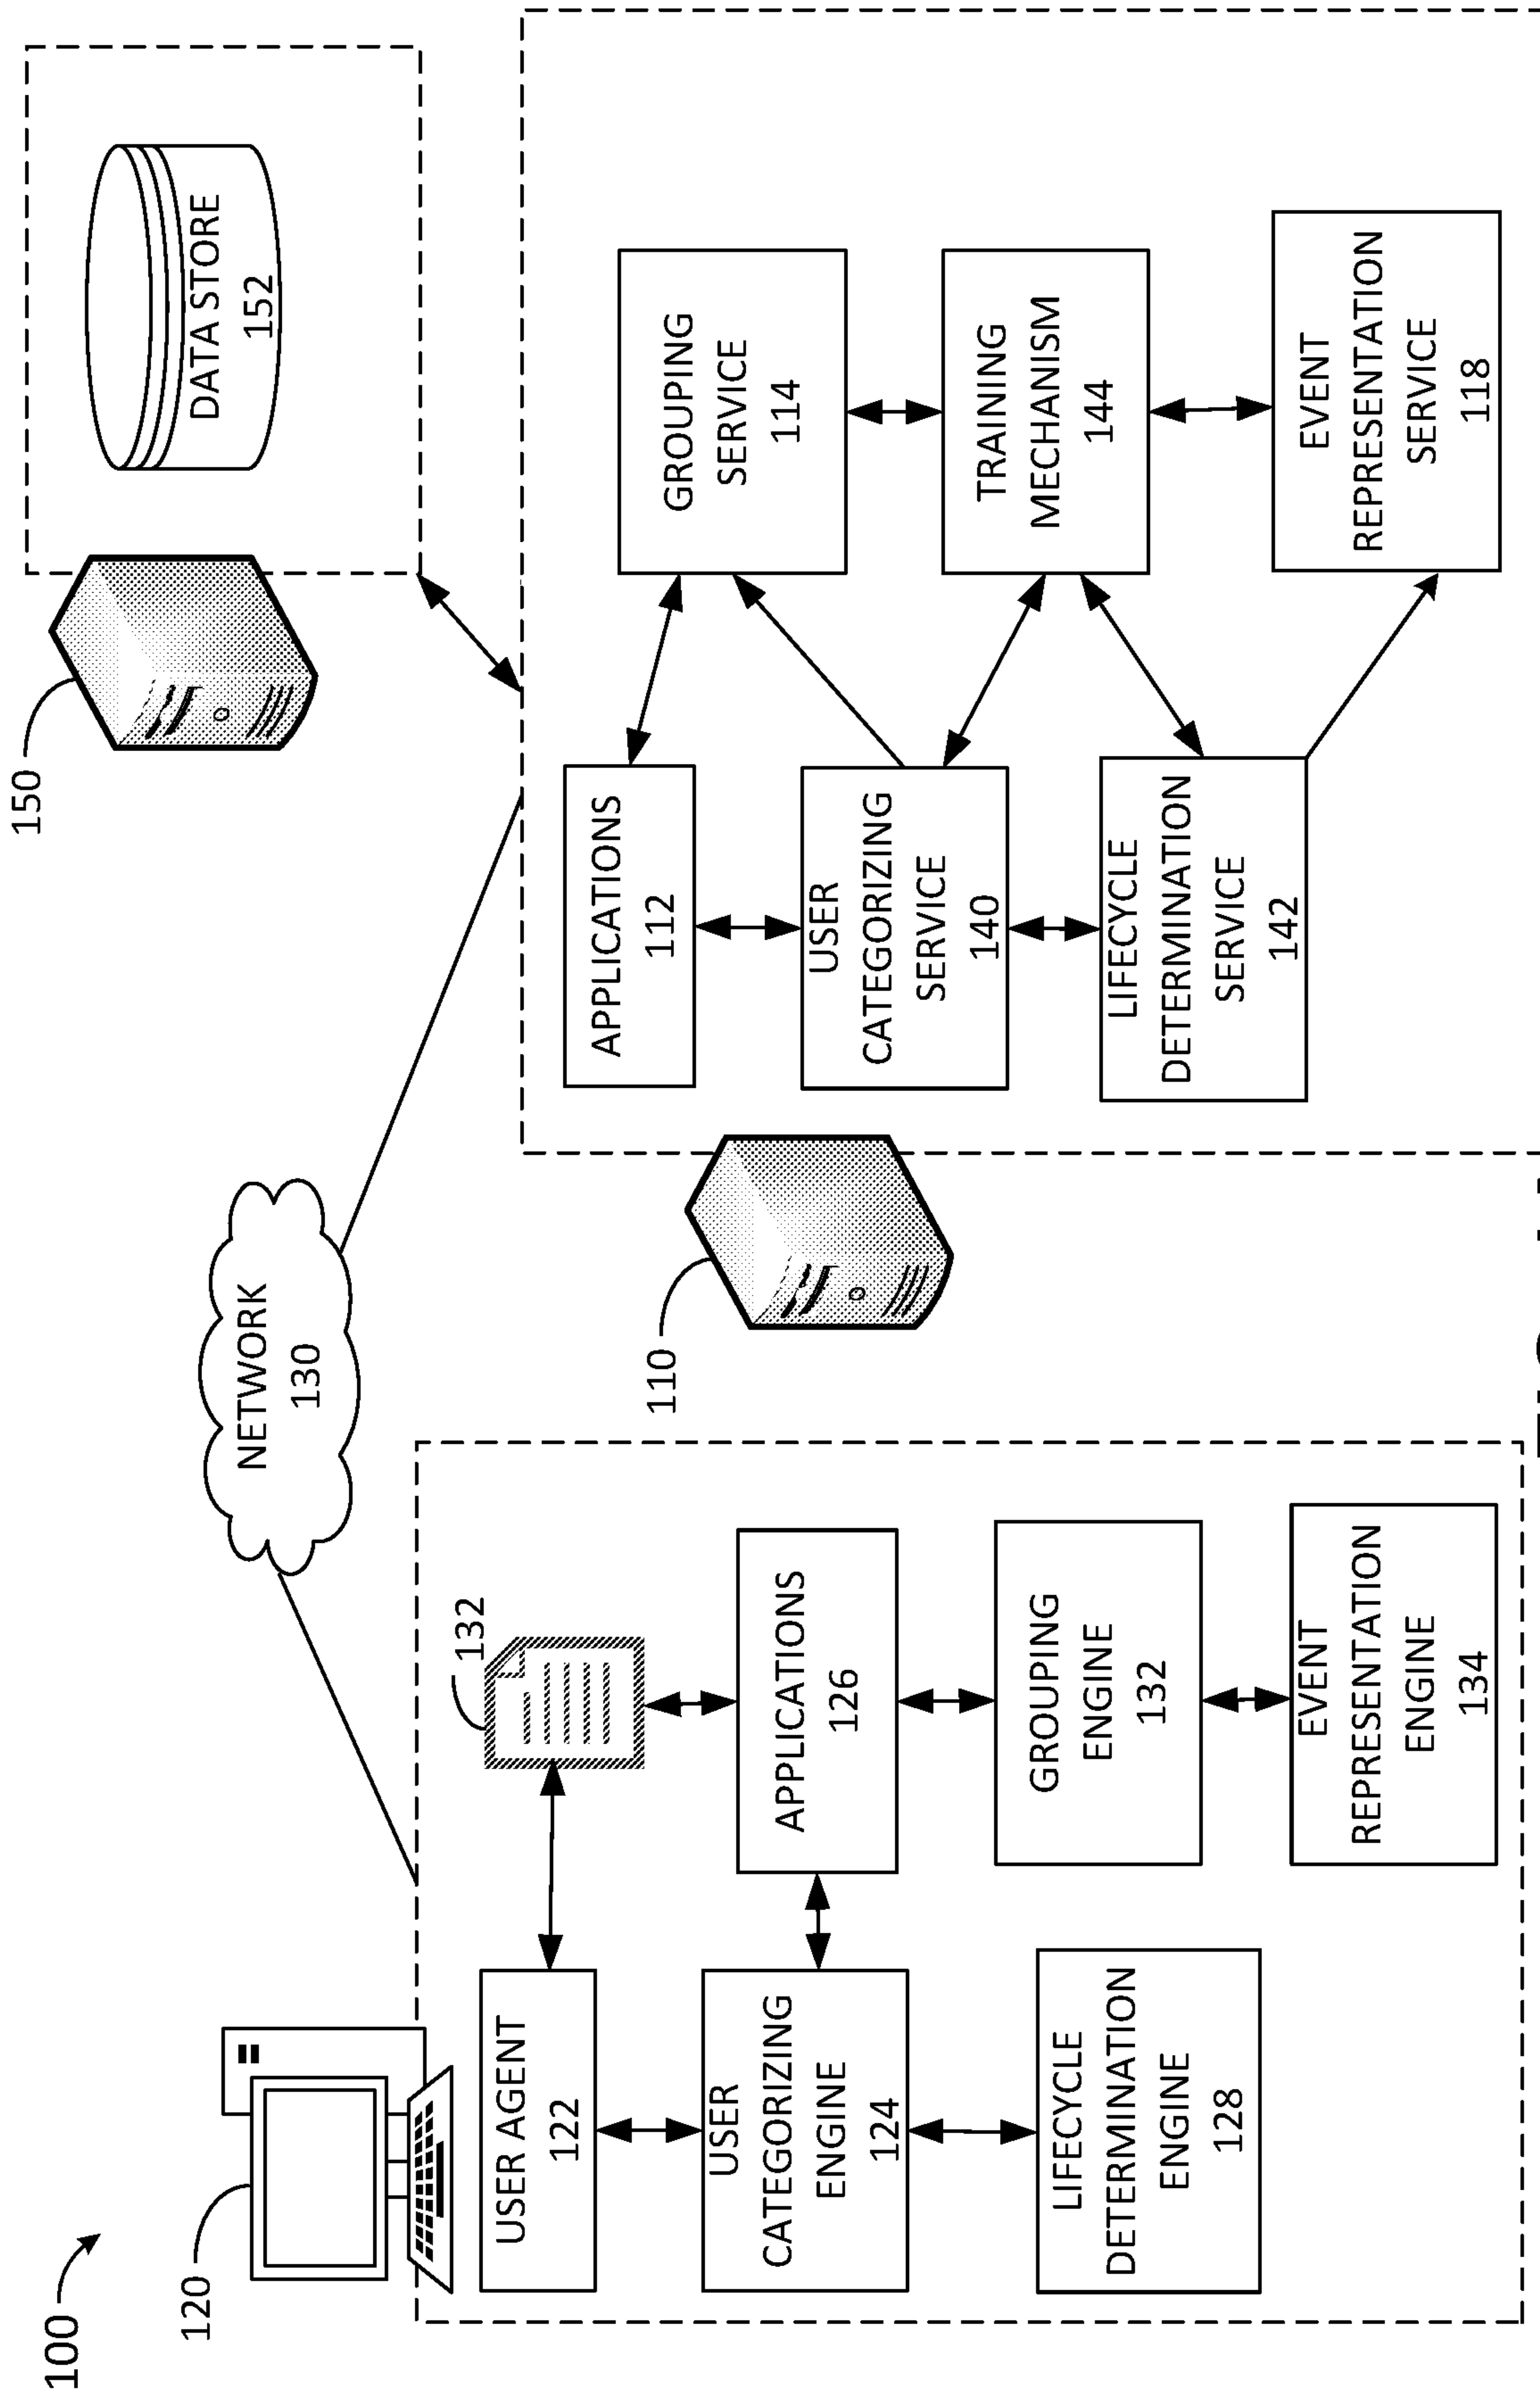 100
120
NETWORK
130
150
DATA STORE
152
USER AGENT
122
132
USER
CATEGORIZING
ENGINE
124
APPLICATIONS
126
LIFECYCLE
DETERMINATION
ENGINE
128
GROUPING
ENGINE
132
EVENT
REPRESENTATION
ENGINE
134
110
APPLICATIONS
112
GROUPING
SERVICE
114
USER
CATEGORIZING
SERVICE
140
TRAINING
MECHANISM
144
LIFECYCLE
DETERMINATION
SERVICE
142
EVENT
REPRESENTATION
SERVICE
118